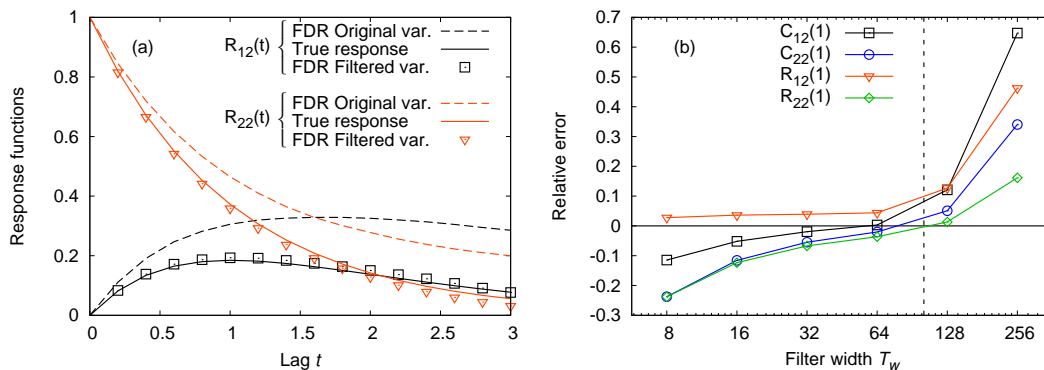 (a)
R12(t)
FDR Original var.
True response
FDR Filtered var.
R22(t)
FDR Original var.
True response
FDR Filtered var.
Response functions
1
0.8
0.6
0.4
0.2
0
0 0.5 1 1.5 2 2.5 3
Lag t
(b)
C12(1)
C22(1)
R12(1)
R22(1)
Relative error
0.7
0.6
0.5
0.4
0.3
0.2
0.1
0
-0.1
-0.2
-0.3
8 16 32 64 128 256
Filter width Tw